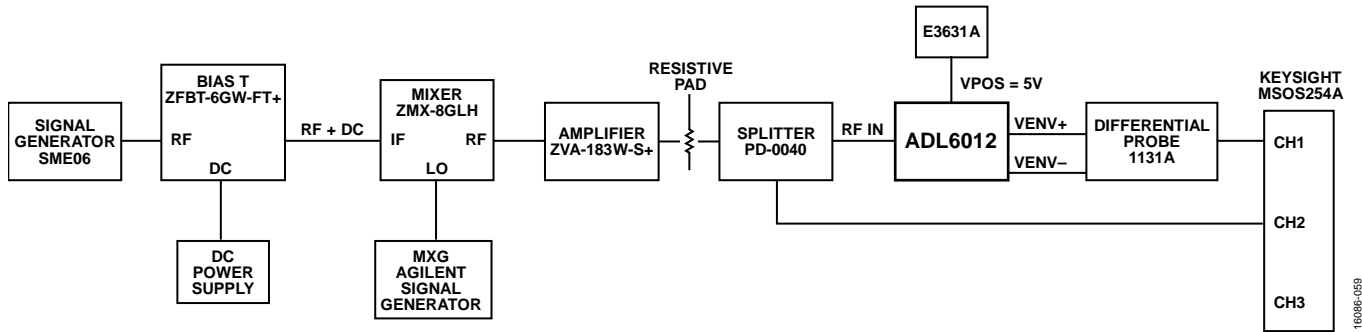 E3631A
BIAS T
ZFBT-6GW-FT+
RF
DC
SIGNAL
GENERATOR
SME06
RF + DC
MIXER
ZMX-8GLH
IF
RF
LO
AMPLIFIER
ZVA-183W-S+
RESISTIVE
PAD
SPLITTER
PD-0040
RF IN
VPOS = 5V
ADL6012
VENV+
VENV–
DIFFERENTIAL
PROBE
1131A
KEYSIGHT
MSOS254A
CH1
CH2
CH3
DC
POWER
SUPPLY
MXG
AGILENT
SIGNAL
GENERATOR
16086-059